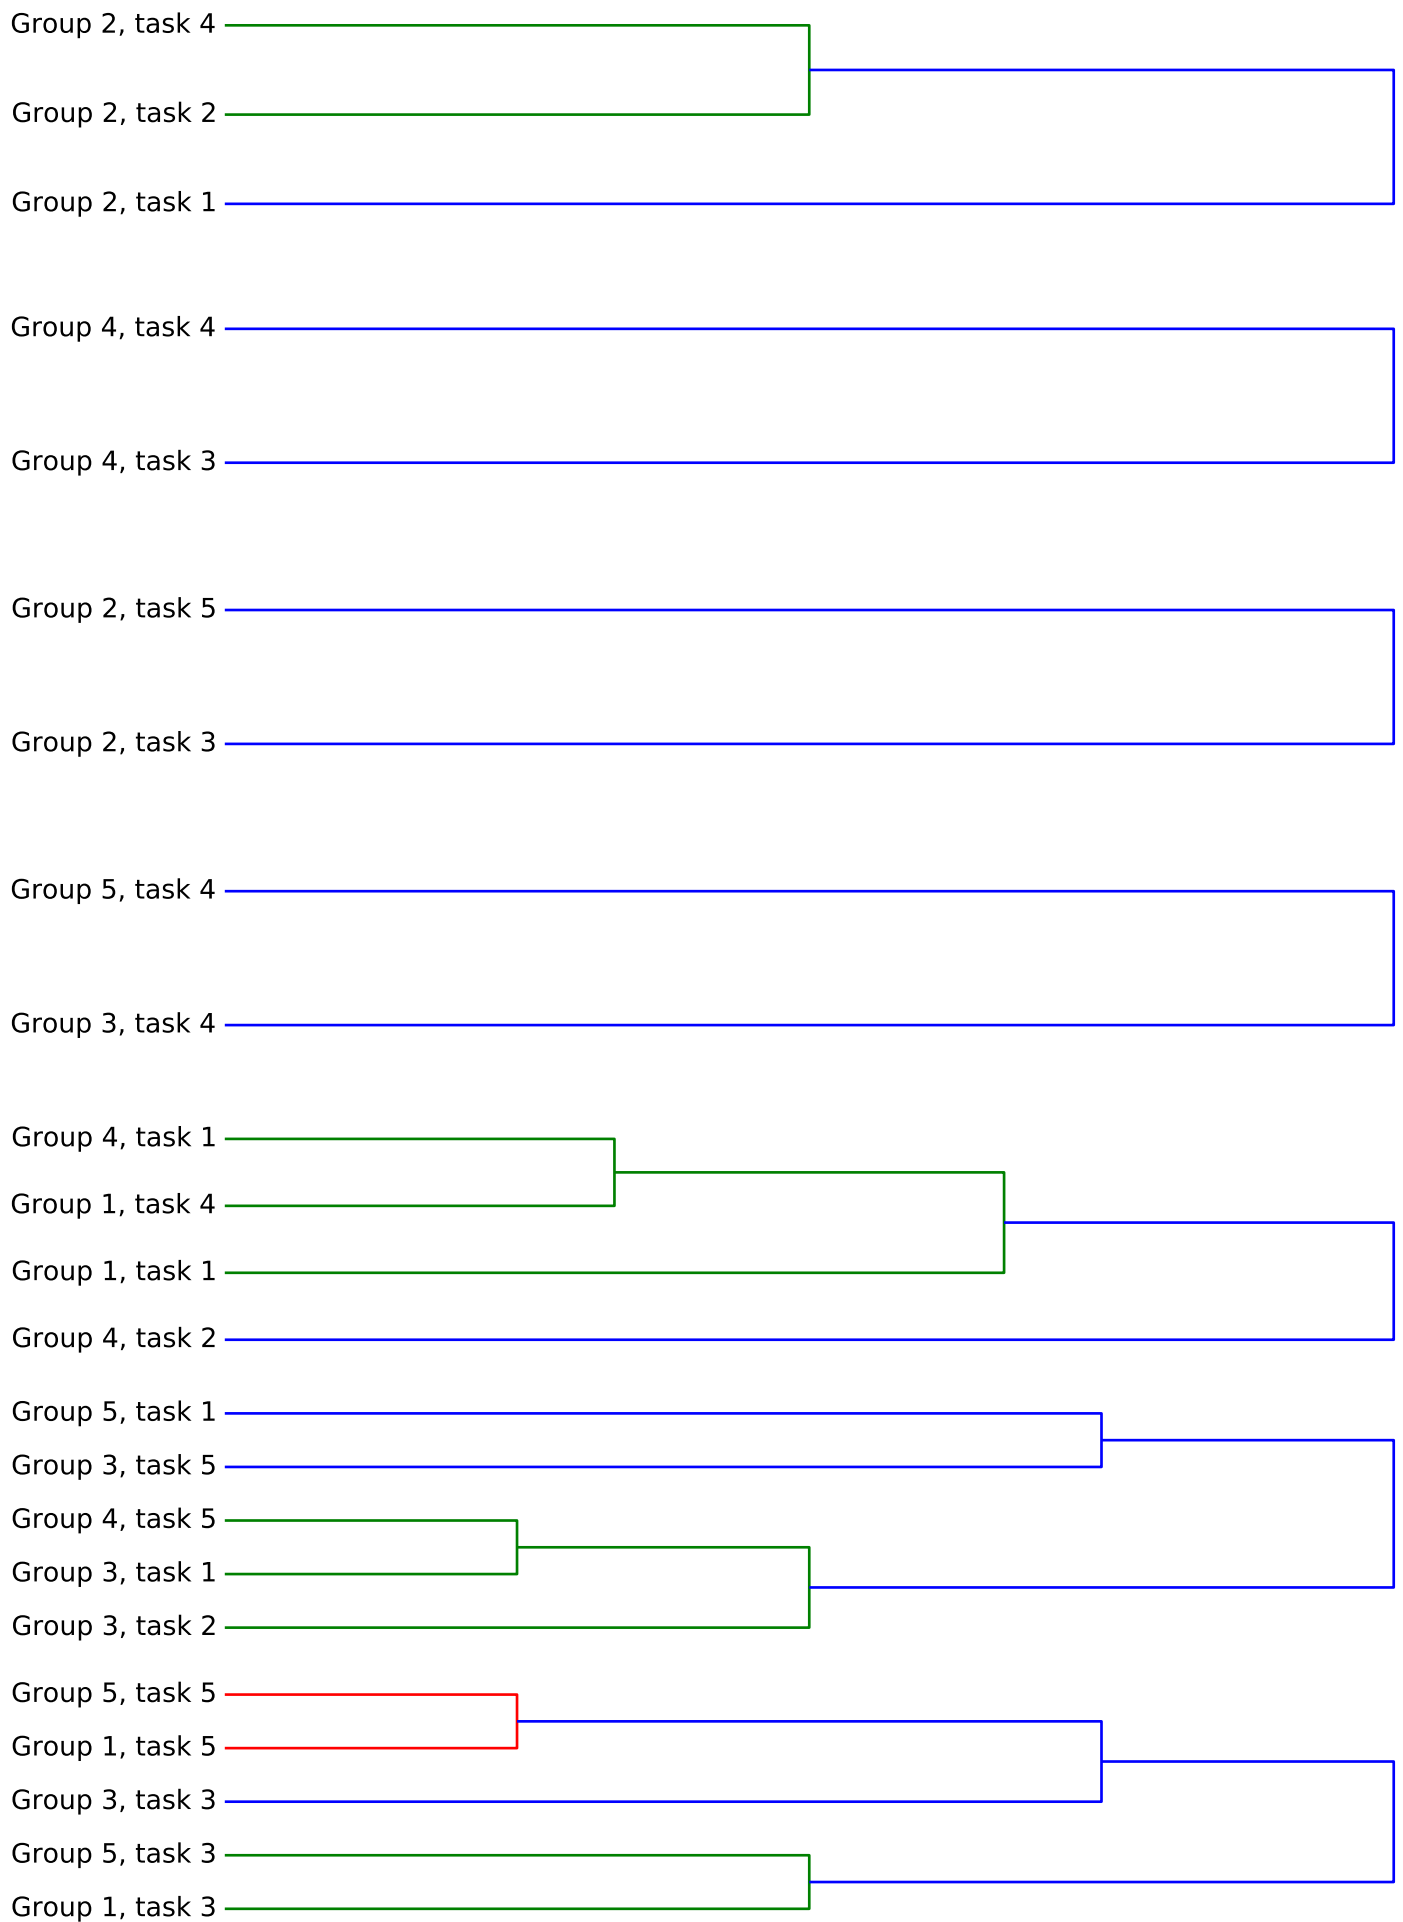 Group 2, task 4
Group 2, task 2
Group 2, task 1
Group 4, task 4
Group 4, task 3
Group 2, task 5
Group 2, task 3
Group 5, task 4
Group 3, task 4
Group 4, task 1
Group 1, task 4
Group 1, task 1
Group 4, task 2
Group 5, task 1
Group 3, task 5
Group 4, task 5
Group 3, task 1
Group 3, task 2
Group 5, task 5
Group 1, task 5
Group 3, task 3
Group 5, task 3
Group 1, task 3